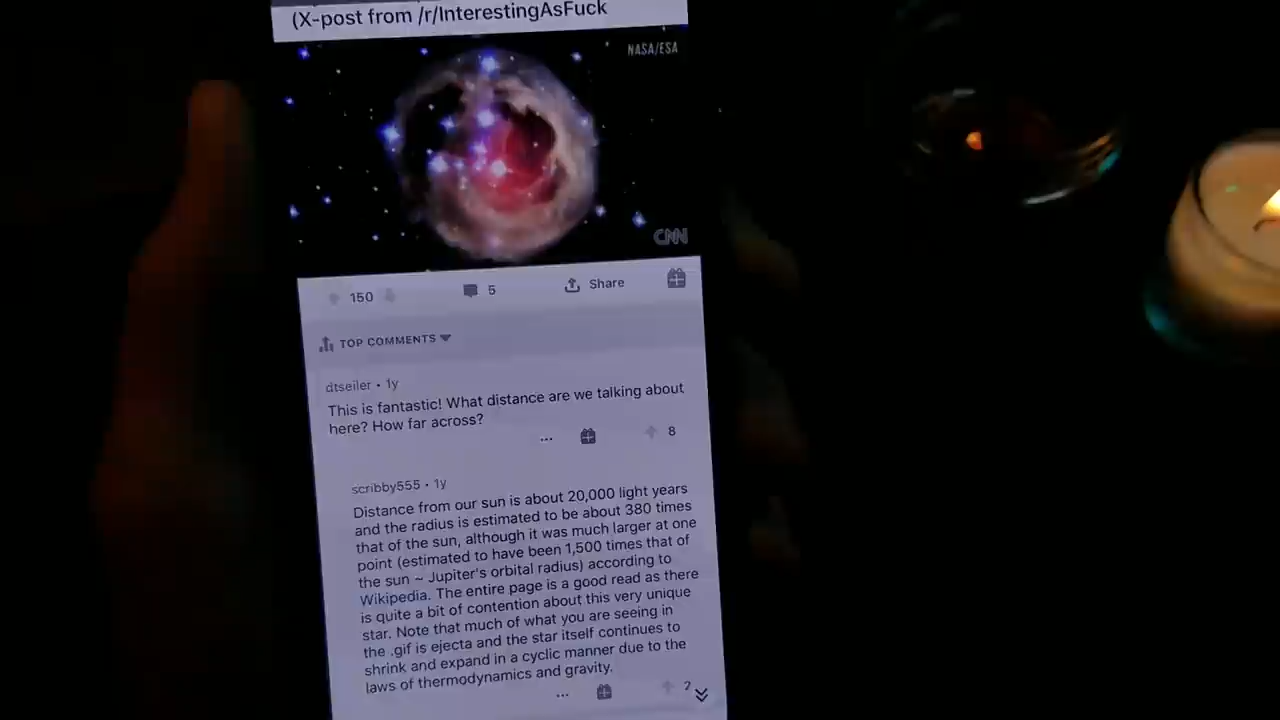 (X-post from /r/InterestingAsFuck
NASA/ESA
CNN
150
5
Share
TOP COMMENTS
dtseiler • 1y
This is fantastic! What distance are we talking about
here? How far across?
... 8
scribby555 • 1y
Distance from our sun is about 20,000 light years
and the radius is estimated to be about 380 times
that of the sun, although it was much larger at one
point (estimated to have been 1,500 times that of
the sun ~ Jupiter's orbital radius) according to
Wikipedia. The entire page is a good read as there
is quite a bit of contention about this very unique
star. Note that much of what you are seeing in
the .gif is ejecta and the star itself continues to
shrink and expand in a cyclic manner due to the
laws of thermodynamics and gravity.
... 7